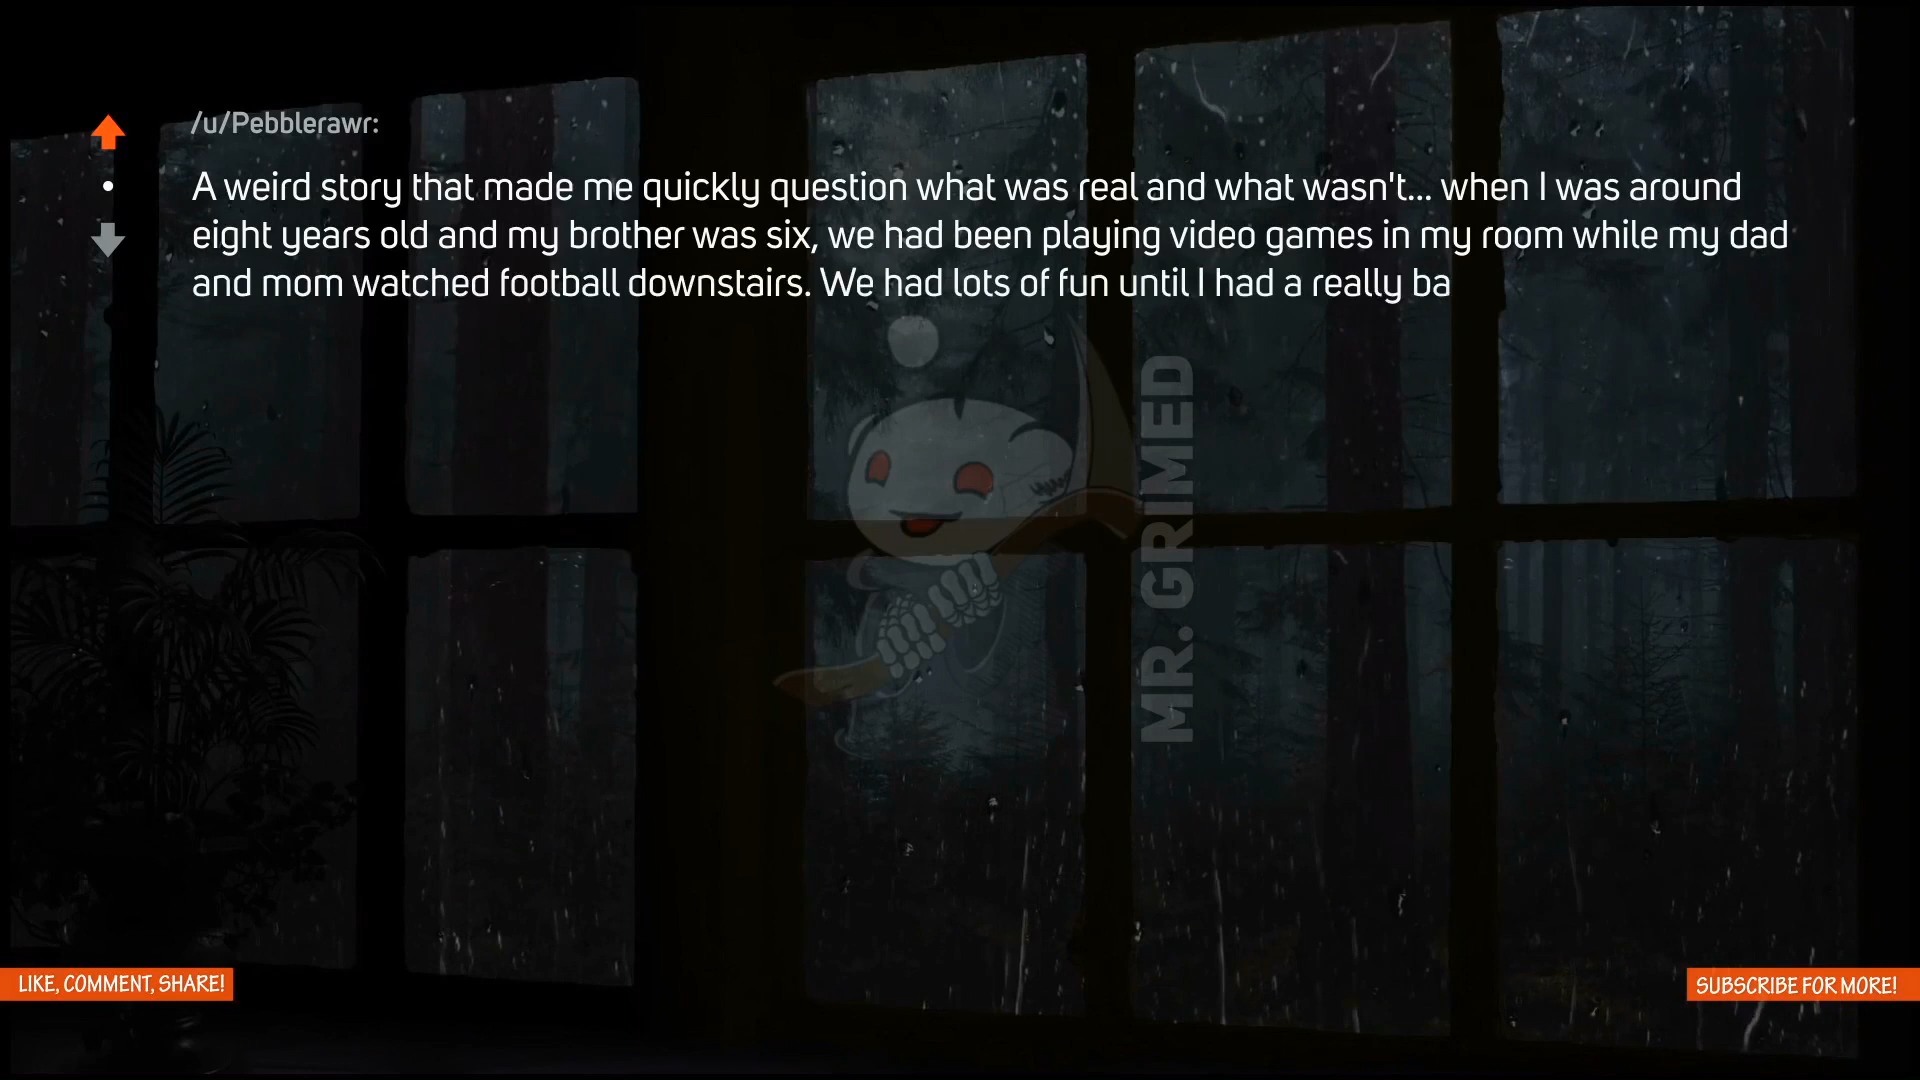 /u/Pebblerawr:
A weird story that made me quickly question what was real and what wasn't... when I was around
eight years old and my brother was six, we had been playing video games in my room while my dad
and mom watched football downstairs. We had lots of fun until I had a really ba
MR. GRIMED
LIKE, COMMENT, SHARE!
SUBSCRIBE FOR MORE!